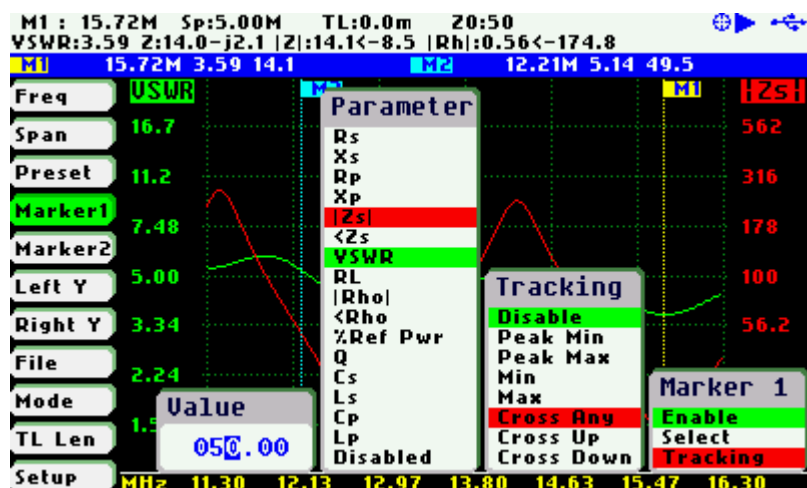 M1 : 15.72M Sp:5.00M TL:0.0m Z0:50
VSWR:3.59 Z:14.0-j2.1 |Z|:14.1<-8.5 |Rh|:0.56<-174.8
M1 15.72M 3.59 14.1 M2 12.21M 5.14 49.5
Freq
Span
Preset
Marker1
Marker2
Left Y
Right Y
File
Mode
TL Len
Setup
VSWR
16.7
11.2
7.48
5.00
3.34
2.24
1.5
M2
M1
|Zs|
562
316
178
100
56.2
Parameter
Rs
Xs
Rp
Xp
|Zs|
<Zs
VSWR
RL
|Rho|
<Rho
%Ref Pwr
Q
Cs
Ls
Cp
Lp
Disabled
Tracking
Disable
Peak Min
Peak Max
Min
Max
Cross Any
Cross Up
Cross Down
Marker 1
Enable
Select
Tracking
Value
050.00
MHz 11.30 12.13 12.97 13.80 14.63 15.47 16.30